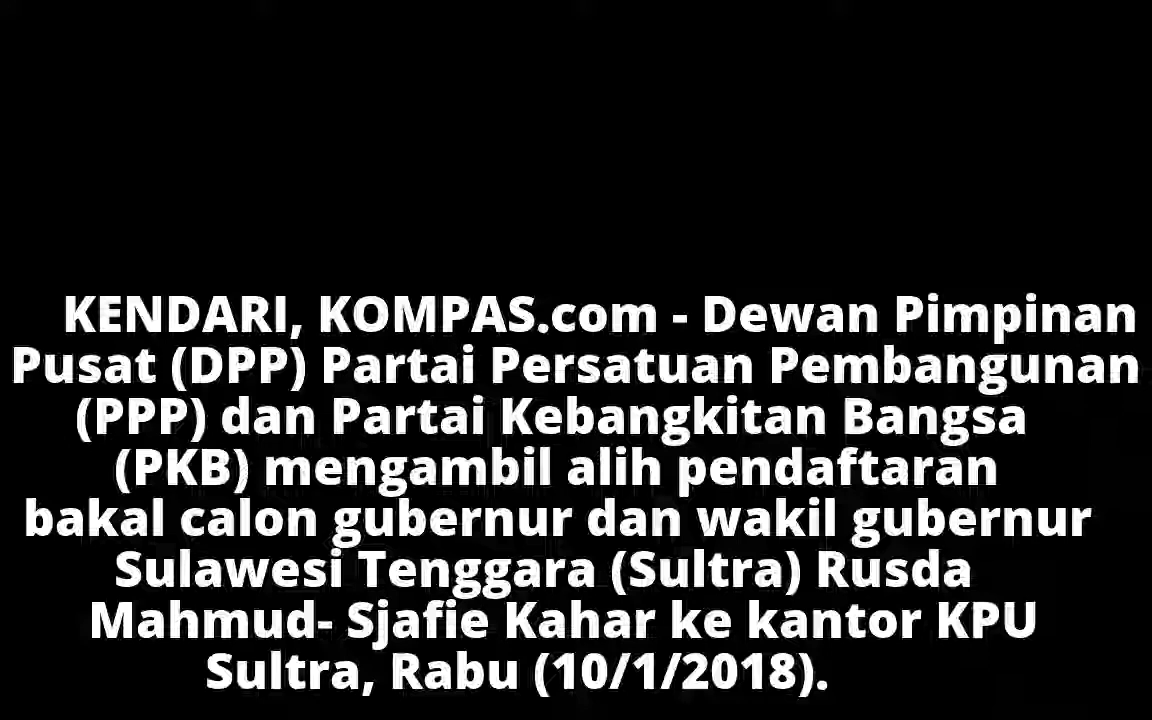 KENDARI, KOMPAS.com - Dewan Pimpinan
Pusat (DPP) Partai Persatuan Pembangunan
(PPP) dan Partai Kebangkitan Bangsa
(PKB) mengambil alih pendaftaran
bakal calon gubernur dan wakil gubernur
Sulawesi Tenggara (Sultra) Rusda
Mahmud- Sjafie Kahar ke kantor KPU
Sultra, Rabu (10/1/2018).